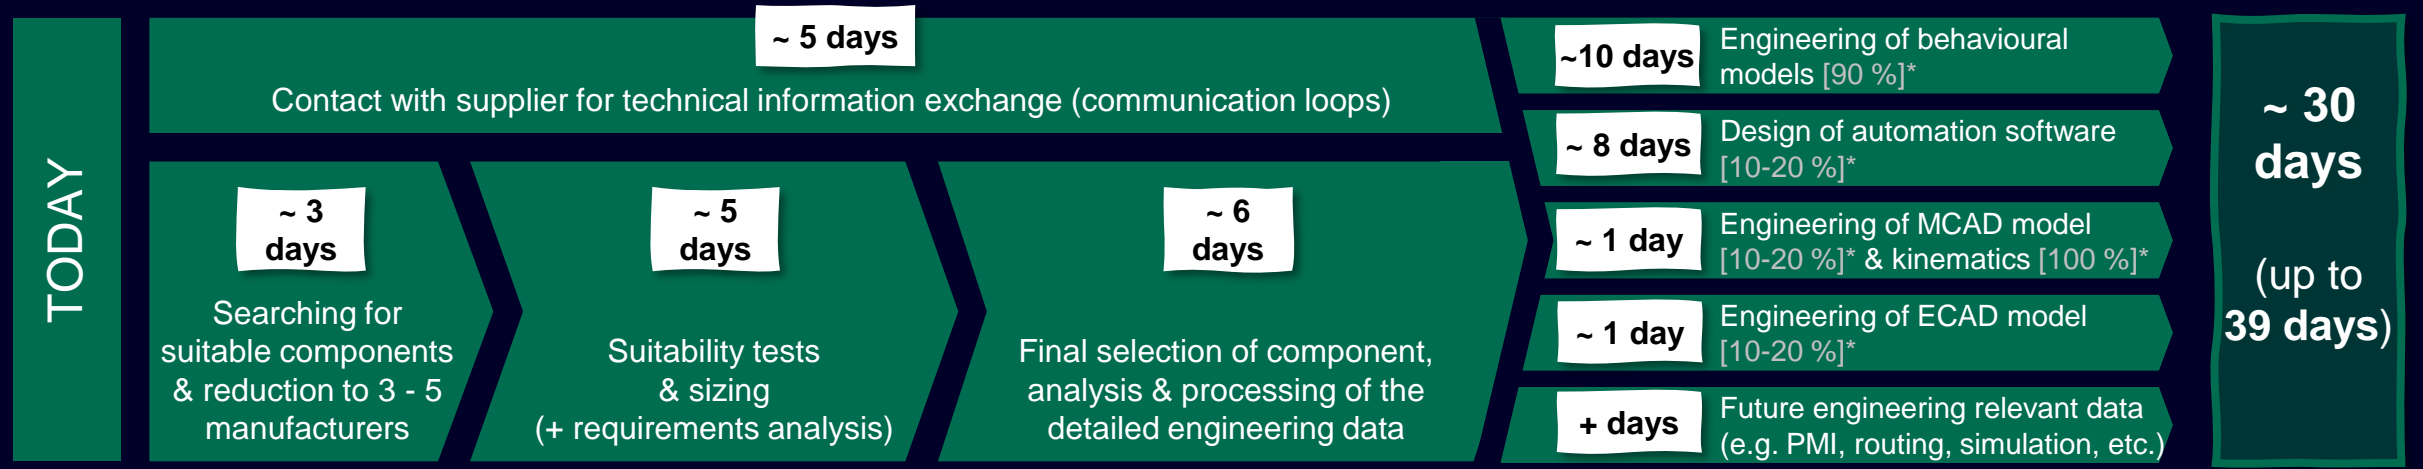 TODAY
~ 5 days
Contact with supplier for technical information exchange (communication loops)
~ 3
days
Searching for
suitable components
& reduction to 3 - 5
manufacturers
~ 5
days
Suitability tests
& sizing
(+ requirements analysis)
~ 6
days
Final selection of component,
analysis & processing of the
detailed engineering data
~10 days
Engineering of behavioural
models [90 %]*
~ 8 days
Design of automation software
[10-20 %]*
~ 1 day
Engineering of MCAD model
[10-20 %]* & kinematics [100 %]*
~ 1 day
Engineering of ECAD model
[10-20 %]*
+ days
Future engineering relevant data
(e.g. PMI, routing, simulation, etc.)
~ 30
days
(up to
39 days)